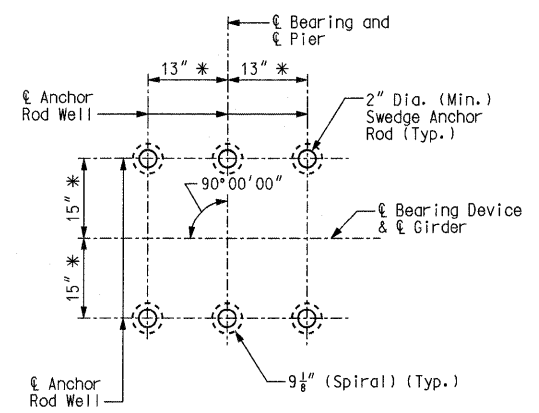 ℄ Bearing and
℄ Pier
13" * 13" *
℄ Anchor
Rod Well
2" Dia. (Min.)
Swedge Anchor
Rod (Typ.)
90°00'00"
15" *
℄ Bearing Device
& ℄ Girder
15" *
9⅛" (Spiral) (Typ.)
℄ Anchor
Rod Well